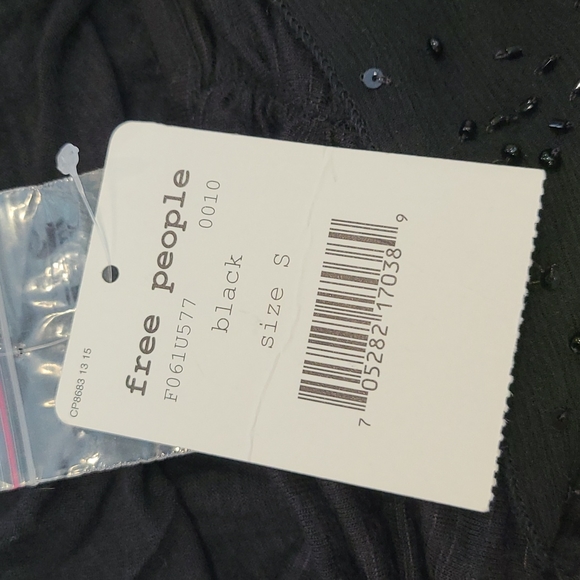 free people
F061U577 0010
black
size S
7 05282 17038 9
CP8683 13 15